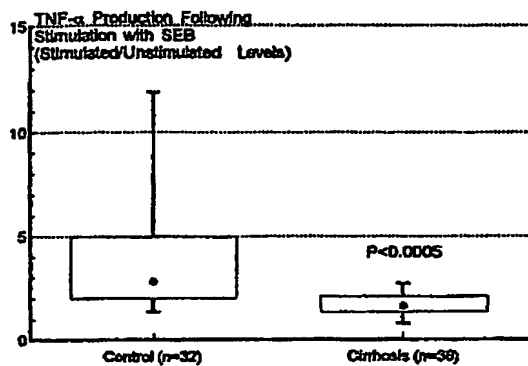 TNF-α Production Following
Stimulation with SEB
(Stimulated/Unstimulated Levels)
15
10
5
0
P<0.0005
Control (n=32)
Cirrhosis (n=38)